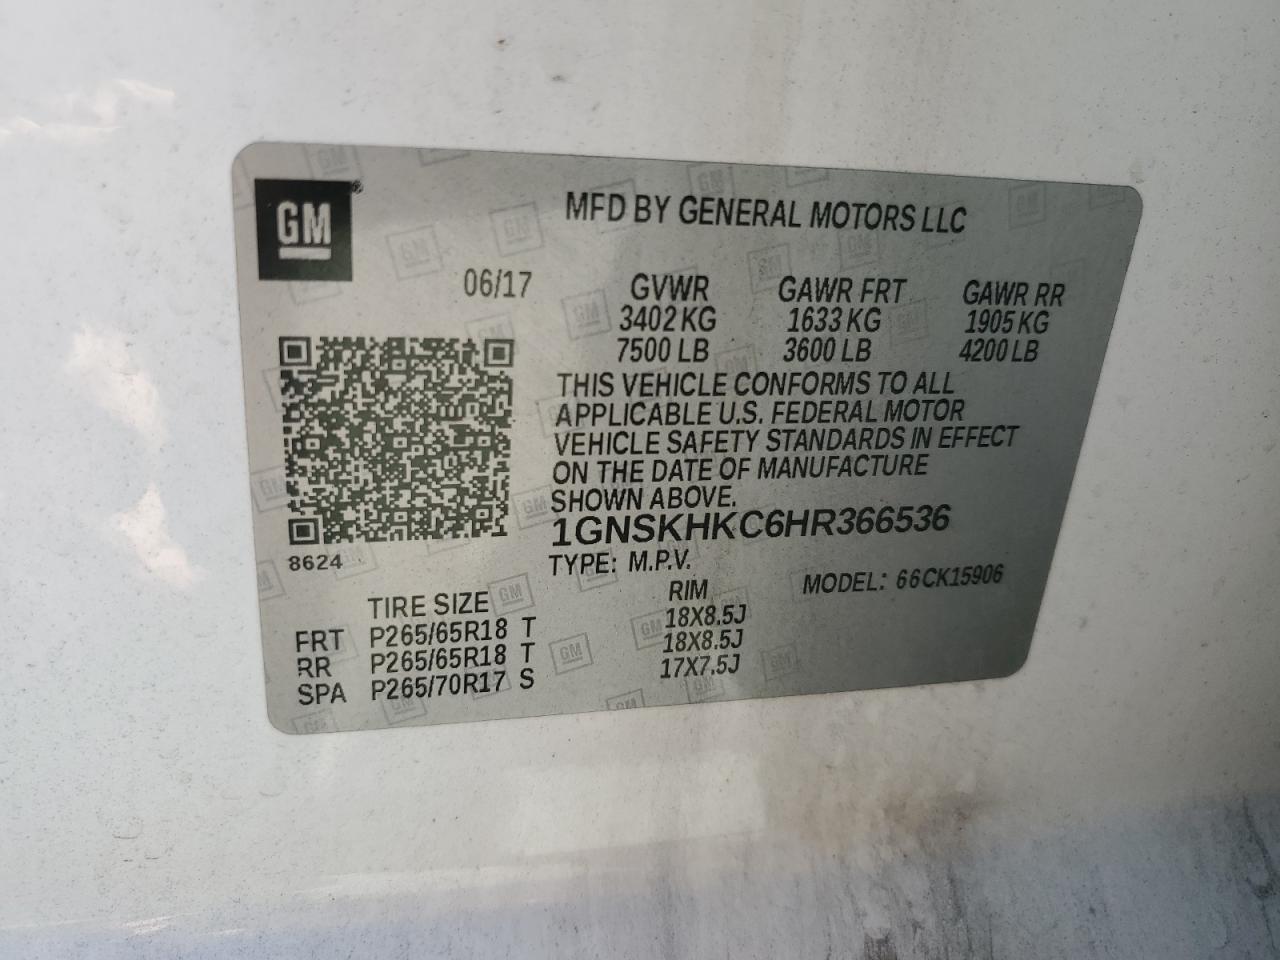 GM®
MFD BY GENERAL MOTORS LLC
06/17 GVWR GAWR FRT GAWR RR
3402 KG 1633 KG 1905 KG
7500 LB 3600 LB 4200 LB
THIS VEHICLE CONFORMS TO ALL
APPLICABLE U.S. FEDERAL MOTOR
VEHICLE SAFETY STANDARDS IN EFFECT
ON THE DATE OF MANUFACTURE
SHOWN ABOVE.
1GNSKHKC6HR366536
8624
TYPE: M.P.V. MODEL: 66CK15906
TIRE SIZE RIM
FRT P265/65R18 T 18X8.5J
RR P265/65R18 T 18X8.5J
SPA P265/70R17 S 17X7.5J